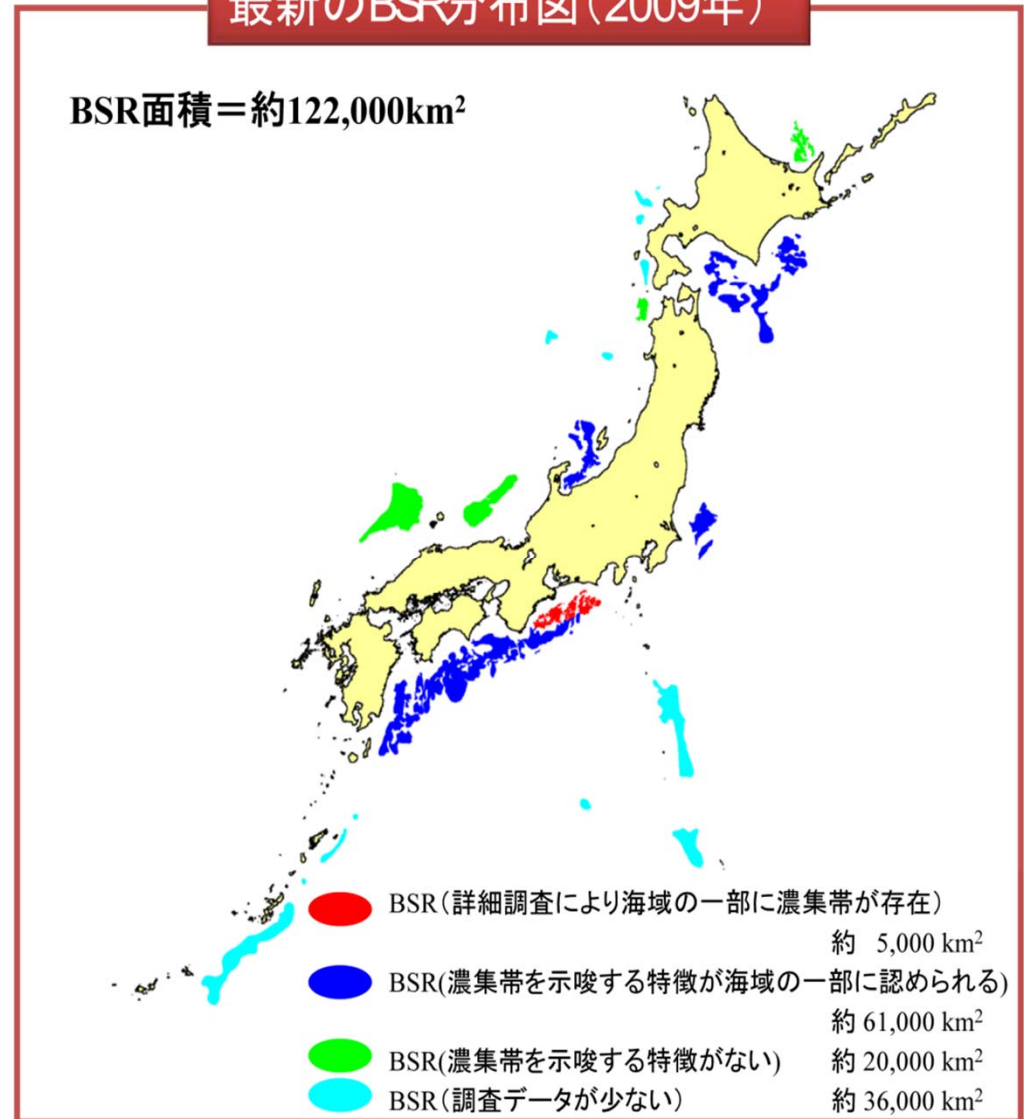 最新のBSR分布図（2009年）
BSR面積＝約122,000km²
BSR（詳細調査により海域の一部に濃集帯が存在）
約 5,000 km²
BSR(濃集帯を示唆する特徴が海域の一部に認められる)
約 61,000 km²
BSR(濃集帯を示唆する特徴がない) 約 20,000 km²
BSR（調査データが少ない） 約 36,000 km²